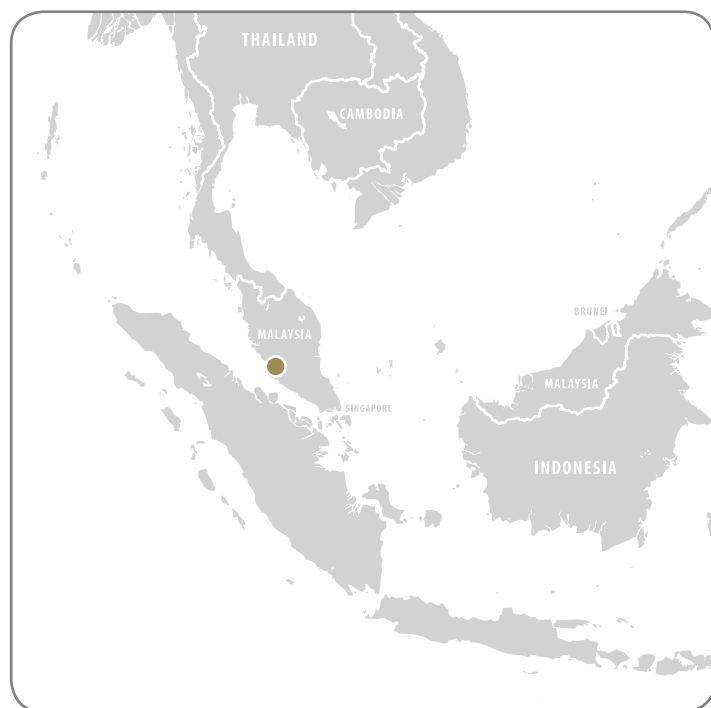 THAILAND
CAMBODIA
BRUNEI
MALAYSIA
MALAYSIA
SINGAPORE
INDONESIA